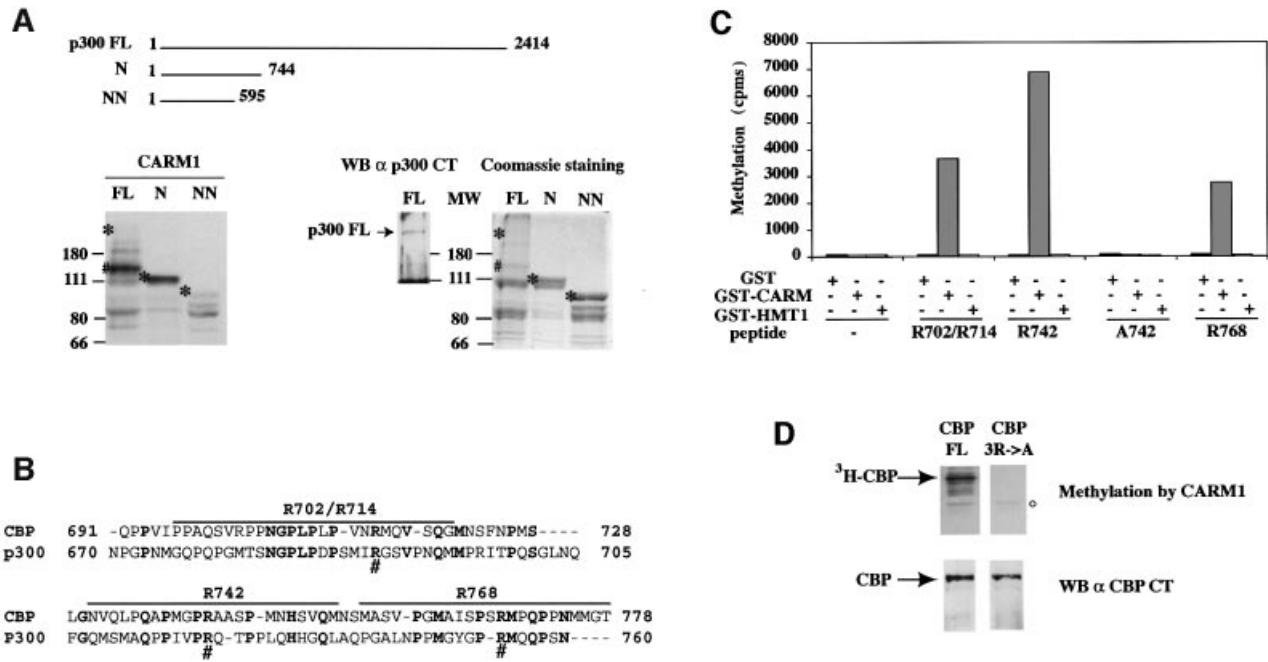 A
p300 FL 1 2414
N 1 744
NN 1 595
CARM1
FL N NN
*
#
*
*
180
111
80
66
WB α p300 CT Coomassie staining
FL MW FL N NN
p300 FL
*
#
*
*
180
111
80
66
B
R702/R714
CBP 691 -QPPVIPPAQSVRPPNGPLPLP-VNRMQV-SQGMNSFNPMS---- 728
p300 670 NPGPNMGQPQPGMTSNGPLPDPSMIRGSVPNQMMPRITPQSGLNQ 705
#
R742 R768
CBP LGNVQLPQAPMGPRAASP-MNHSVQMNSMASV-PGMAISPSRMPQPPNMMGT 778
P300 FGQMSMAQPPIVPRQ-TPPLQHHGQLAQPGALNPPMGYGP-RMQQPSN---- 760
# #
C
Methylation (cpms)
8000
7000
6000
5000
4000
3000
2000
1000
0
GST + - - + - - + - - + - - + - -
GST-CARM - + - - + - - + - - + - - + -
GST-HMT1 - - + - - + - - + - - + - - +
peptide - R702/R714 R742 A742 R768
D
CBP FL CBP 3R->A
³H-CBP
Methylation by CARM1
CBP
WB α CBP CT